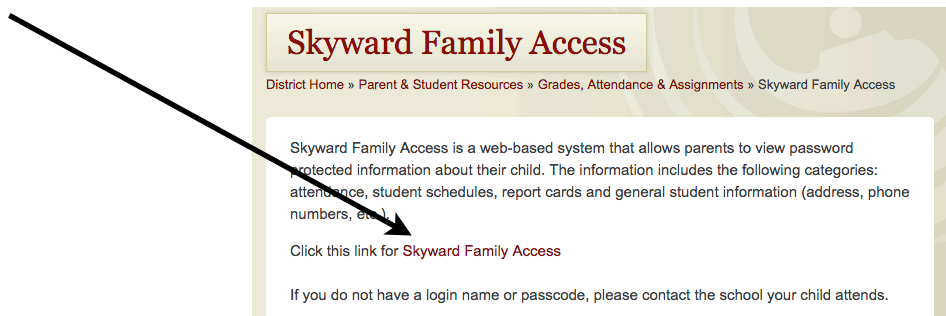 Skyward Family Access
District Home » Parent & Student Resources » Grades, Attendance & Assignments » Skyward Family Access
Skyward Family Access is a web-based system that allows parents to view password
protected information about their child. The information includes the following categories:
attendance, student schedules, report cards and general student information (address, phone
numbers, etc.).
Click this link for Skyward Family Access
If you do not have a login name or passcode, please contact the school your child attends.